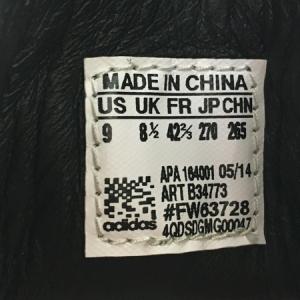 MADE IN CHINA
US UK FR JP CHN
9 8½ 42⅔ 270 265
APA 164001 05/14
ART B34773
#FW63728
adidas 4QDSDGMG00047